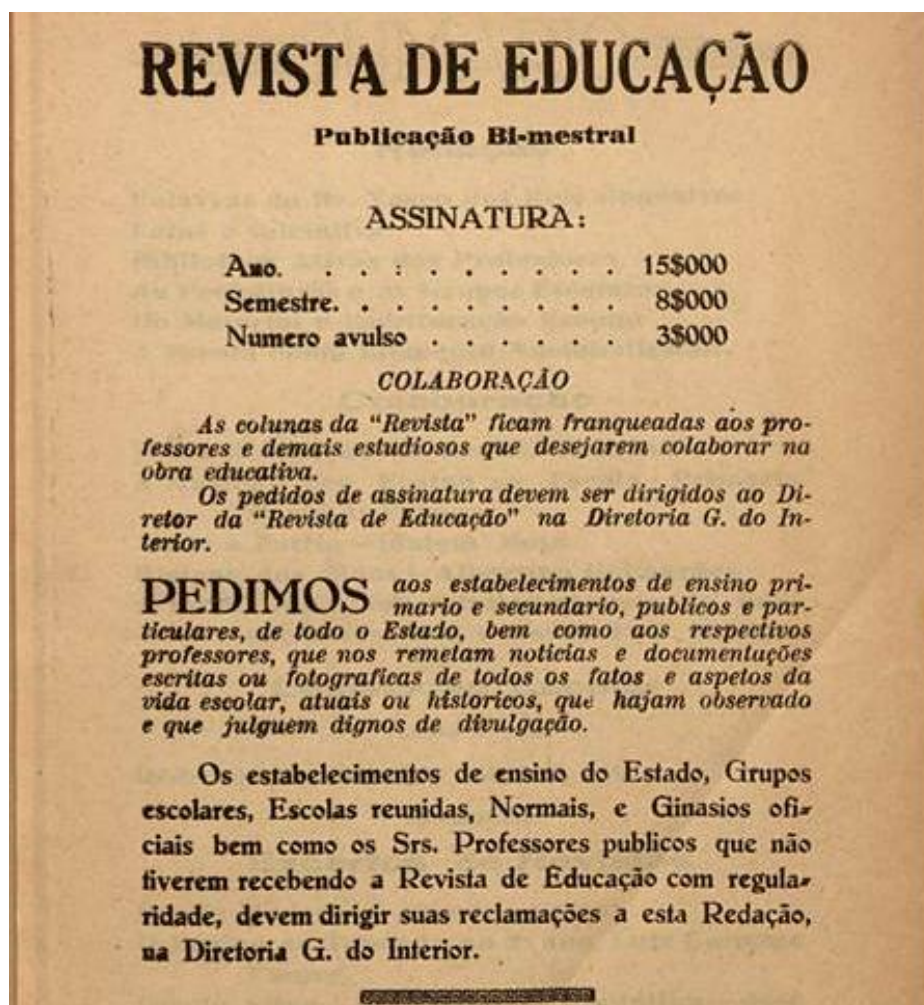 REVISTA DE EDUCAÇÃO
Publicação Bi-mestral
ASSINATURA:
Ano. . . : . . . . . . 15$000
Semestre. . . . . . . . 8$000
Numero avulso . . . . . . 3$000
COLABORAÇÃO
As colunas da “Revista” ficam franqueadas aos pro-
fessores e demais estudiosos que desejarem colaborar na
obra educativa.
Os pedidos de assinatura devem ser dirigidos ao Di-
retor da “Revista de Educação” na Diretoria G. do In-
terior.
PEDIMOS aos estabelecimentos de ensino pri-
mario e secundario, publicos e par-
ticulares, de todo o Estado, bem como aos respectivos
professores, que nos remetam noticias e documentações
escritas ou fotograficas de todos os fatos e aspetos da
vida escolar, atuais ou historicos, que hajam observado
e que julguem dignos de divulgação.
Os estabelecimentos de ensino do Estado, Grupos
escolares, Escolas reunidas, Normais, e Ginasios ofi-
ciais bem como os Srs. Professores publicos que não
tiverem recebendo a Revista de Educação com regula-
ridade, devem dirigir suas reclamações a esta Redação,
na Diretoria G. do Interior.